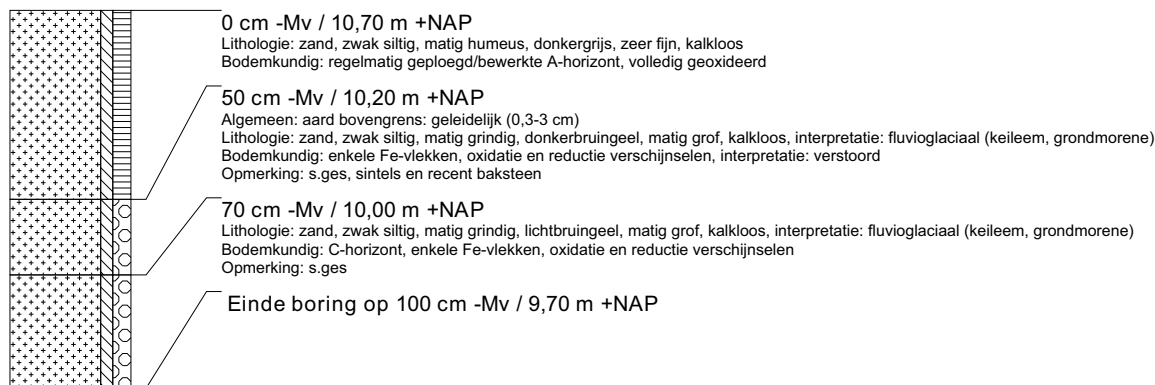 0 cm -Mv / 10,70 m +NAP
Lithologie: zand, zwak siltig, matig humeus, donkergrijs, zeer fijn, kalkloos
Bodemkundig: regelmatig geploegd/bewerkte A-horizont, volledig geoxideerd
50 cm -Mv / 10,20 m +NAP
Algemeen: aard bovengrens: geleidelijk (0,3-3 cm)
Lithologie: zand, zwak siltig, matig grindig, donkerbruingeel, matig grof, kalkloos, interpretatie: fluvioglaciaal (keileem, grondmorene)
Bodemkundig: enkele Fe-vlekken, oxidatie en reductie verschijnselen, interpretatie: verstoord
Opmerking: s.ges, sintels en recent baksteen
70 cm -Mv / 10,00 m +NAP
Lithologie: zand, zwak siltig, matig grindig, lichtbruingeel, matig grof, kalkloos, interpretatie: fluvioglaciaal (keileem, grondmorene)
Bodemkundig: C-horizont, enkele Fe-vlekken, oxidatie en reductie verschijnselen
Opmerking: s.ges
Einde boring op 100 cm -Mv / 9,70 m +NAP